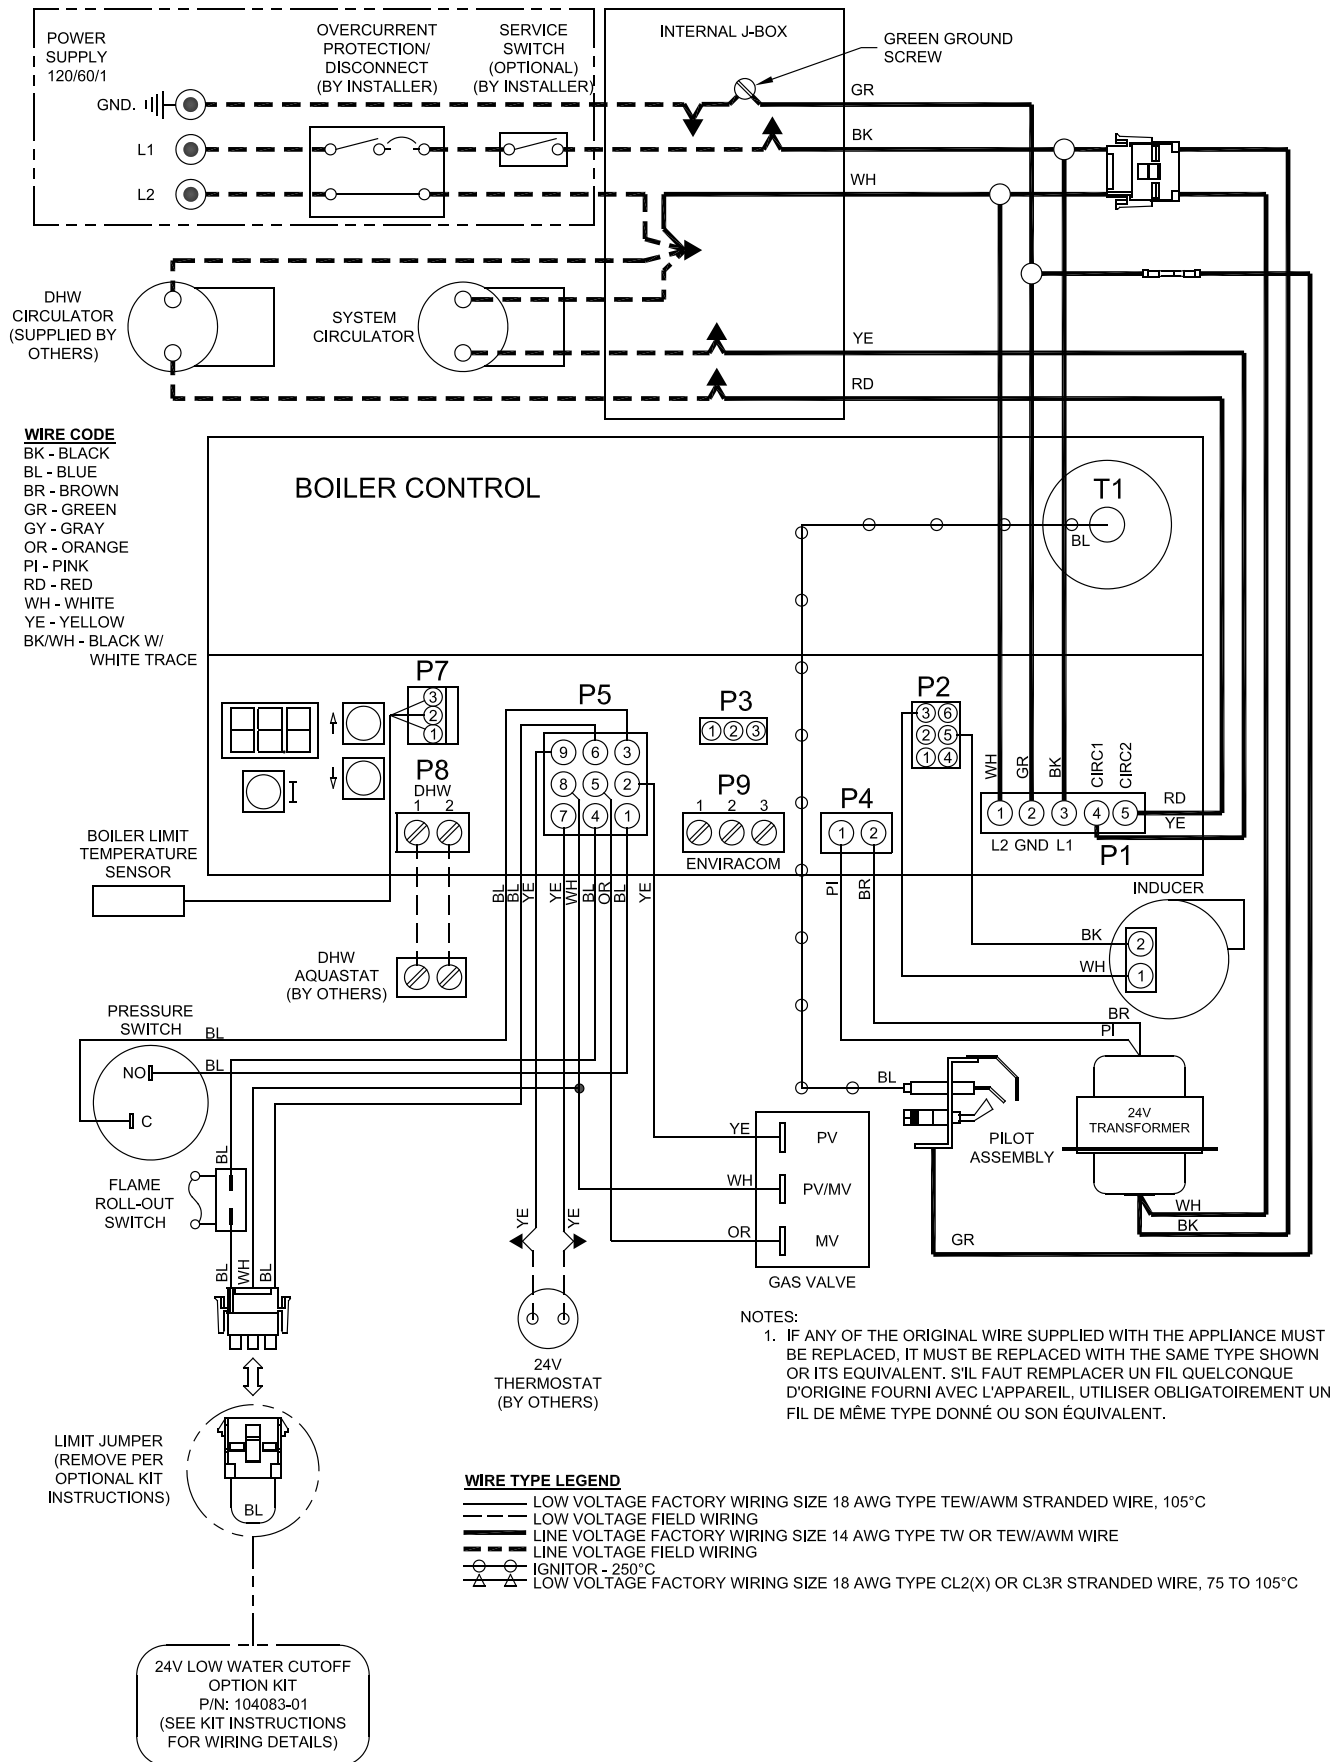 POWER
SUPPLY
120/60/1
OVERCURRENT
PROTECTION/
DISCONNECT
(BY INSTALLER)
SERVICE
SWITCH
(OPTIONAL)
(BY INSTALLER)
INTERNAL J-BOX
GREEN GROUND
SCREW
GND.
L1
L2
GR
BK
WH
DHW
CIRCULATOR
(SUPPLIED BY
OTHERS)
SYSTEM
CIRCULATOR
YE
RD
WIRE CODE
BK - BLACK
BL - BLUE
BR - BROWN
GR - GREEN
GY - GRAY
OR - ORANGE
PI - PINK
RD - RED
WH - WHITE
YE - YELLOW
BK/WH - BLACK W/
WHITE TRACE
BOILER CONTROL
T1
BL
P7
3
2
1
P5
9 6 3
8 5 2
7 4 1
P3
1 2 3
P2
3 6
2 5
1 4
P8
DHW
1 2
P9
1 2 3
ENVIRACOM
P4
1 2
WH
GR
BK
CIRC1
CIRC2
1 2 3 4 5
L2 GND L1
P1
RD
YE
BOILER LIMIT
TEMPERATURE
SENSOR
BL
BL
YE
YE
WH
BL
OR
BL
YE
PI
BR
INDUCER
BK
2
WH
1
DHW
AQUASTAT
(BY OTHERS)
PRESSURE
SWITCH
BL
BL
NO
C
BR
PI
BL
24V
TRANSFORMER
PILOT
ASSEMBLY
YE
PV
WH
PV/MV
OR
MV
GAS VALVE
BL
FLAME
ROLL-OUT
SWITCH
YE
YE
WH
BK
GR
BL
WH
BL
24V
THERMOSTAT
(BY OTHERS)
NOTES:
1. IF ANY OF THE ORIGINAL WIRE SUPPLIED WITH THE APPLIANCE MUST
BE REPLACED, IT MUST BE REPLACED WITH THE SAME TYPE SHOWN
OR ITS EQUIVALENT. S'IL FAUT REMPLACER UN FIL QUELCONQUE
D'ORIGINE FOURNI AVEC L'APPAREIL, UTILISER OBLIGATOIREMENT UN
FIL DE MÊME TYPE DONNÉ OU SON ÉQUIVALENT.
LIMIT JUMPER
(REMOVE PER
OPTIONAL KIT
INSTRUCTIONS)
BL
WIRE TYPE LEGEND
LOW VOLTAGE FACTORY WIRING SIZE 18 AWG TYPE TEW/AWM STRANDED WIRE, 105°C
LOW VOLTAGE FIELD WIRING
LINE VOLTAGE FACTORY WIRING SIZE 14 AWG TYPE TW OR TEW/AWM WIRE
LINE VOLTAGE FIELD WIRING
IGNITOR - 250°C
LOW VOLTAGE FACTORY WIRING SIZE 18 AWG TYPE CL2(X) OR CL3R STRANDED WIRE, 75 TO 105°C
24V LOW WATER CUTOFF
OPTION KIT
P/N: 104083-01
(SEE KIT INSTRUCTIONS
FOR WIRING DETAILS)